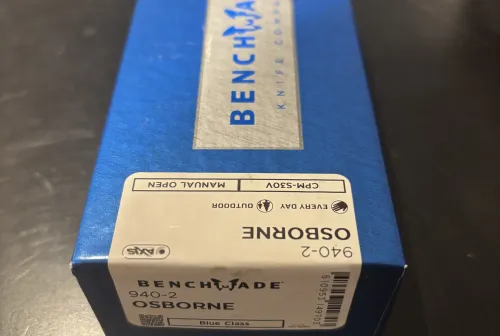 BENCHMADE
KNIFE COMPANY
MANUAL OPEN
CPM-S30V
EVERY DAY
OUTDOOR
940-2
OSBORNE
AXIS
BENCHMADE
940-2
OSBORNE
Blue Class